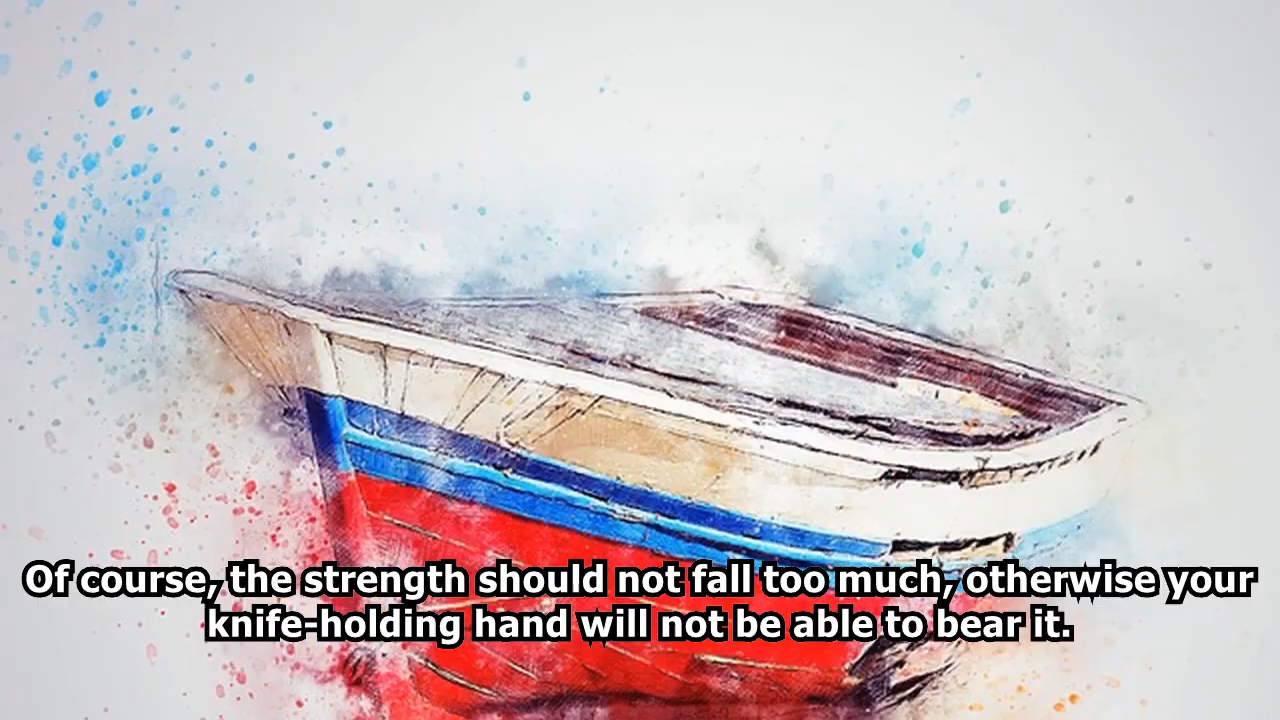 Of course, the strength should not fall too much, otherwise your
knife-holding hand will not be able to bear it.